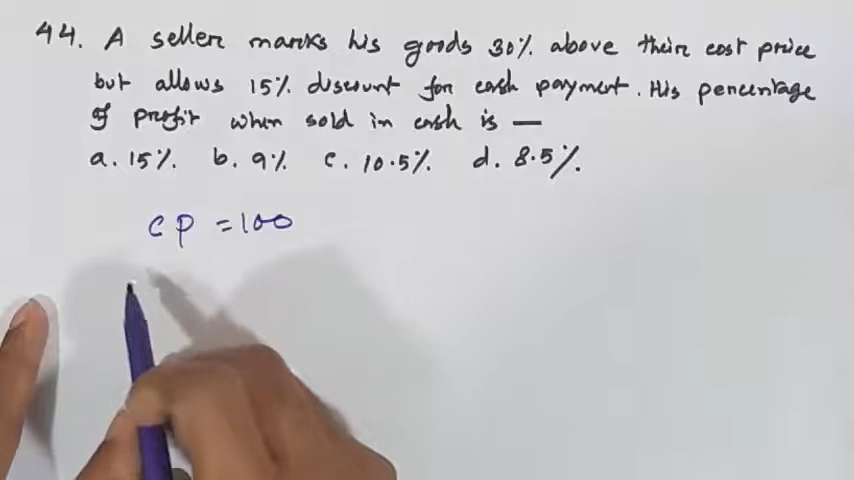 44. A seller marks his goods 30% above their cost price
but allows 15% discount for cash payment. His percentage
of profit when sold in cash is —
a. 15%. b. 9% c. 10.5% d. 8.5%.
CP = 100